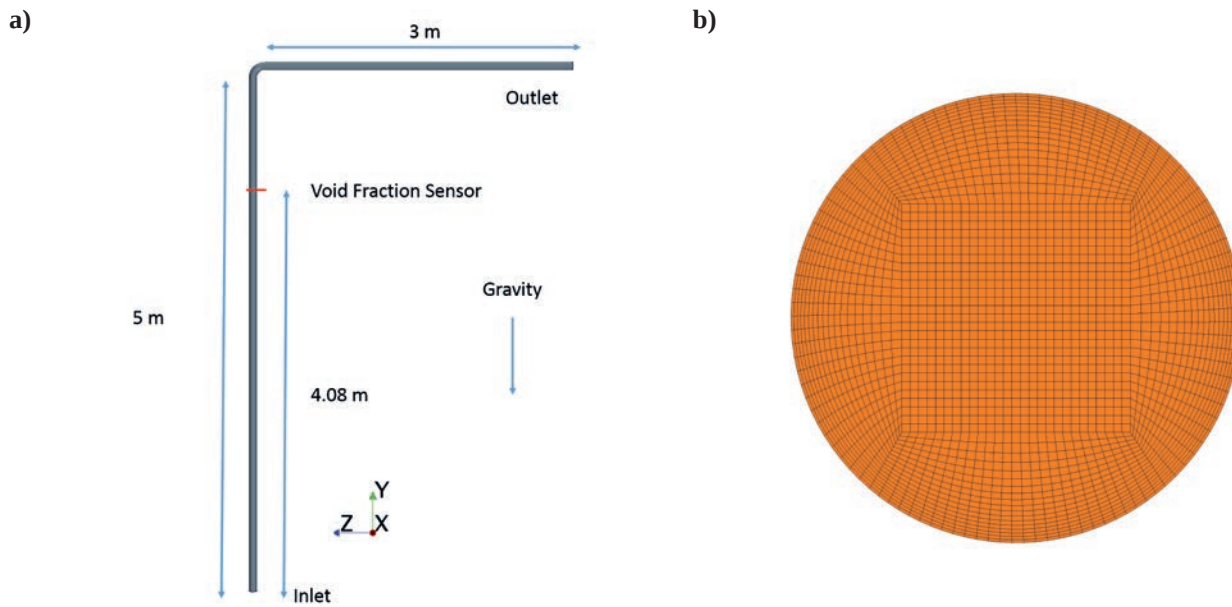 a)
b)
3 m
Outlet
Void Fraction Sensor
Gravity
5 m
4.08 m
Y
Z
X
Inlet